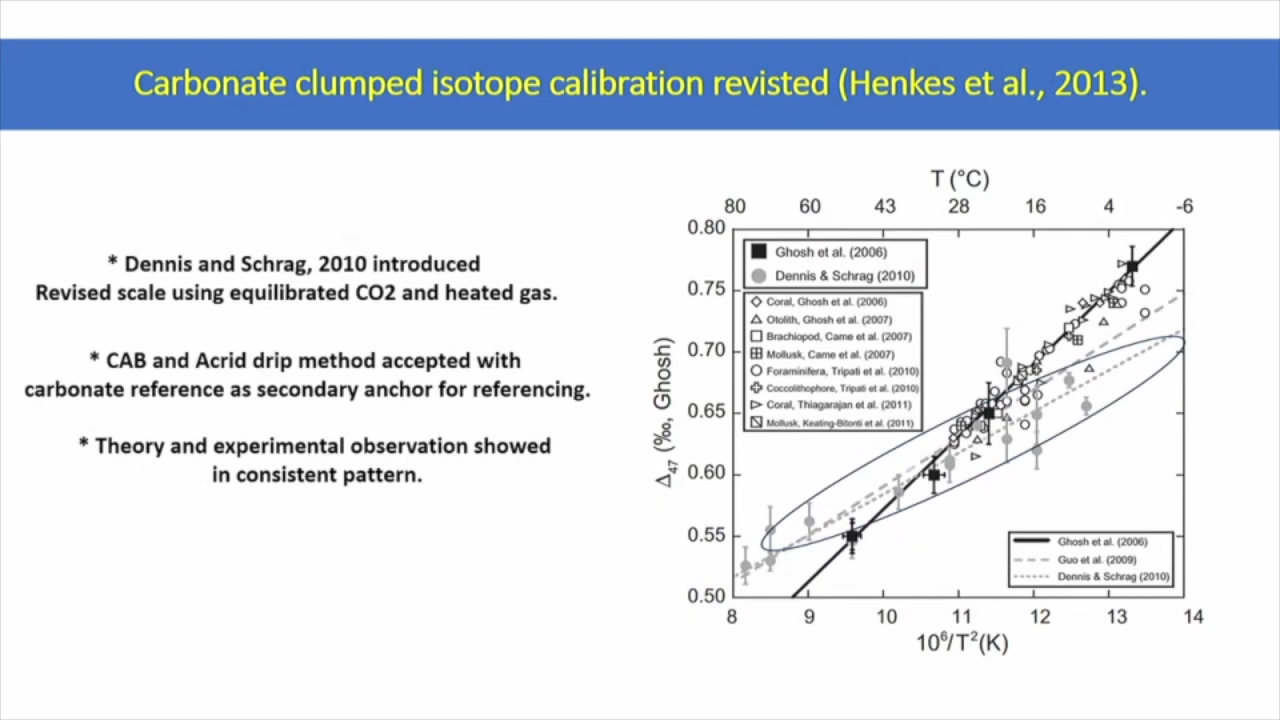 Carbonate clumped isotope calibration revisted (Henkes et al., 2013).
* Dennis and Schrag, 2010 introduced
Revised scale using equilibrated CO2 and heated gas.
* CAB and Acrid drip method accepted with
carbonate reference as secondary anchor for referencing.
* Theory and experimental observation showed
in consistent pattern.
T (°C)
80 60 43 28 16 4 -6
Δ47 (‰, Ghosh)
0.80
0.75
0.70
0.65
0.60
0.55
0.50
Ghosh et al. (2006)
Dennis & Schrag (2010)
Coral, Ghosh et al. (2006)
Otolith, Ghosh et al. (2007)
Brachiopod, Came et al. (2007)
Mollusk, Came et al. (2007)
Foraminifera, Tripati et al. (2010)
Coccolithophore, Tripati et al. (2010)
Coral, Thiagarajan et al. (2011)
Mollusk, Keating-Bitonti et al. (2011)
Ghosh et al. (2006)
Guo et al. (2009)
Dennis & Schrag (2010)
8 9 10 11 12 13 14
10⁶/T²(K)